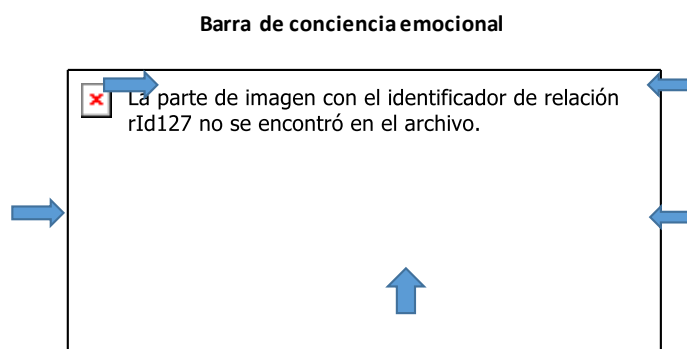 Barra de conciencia emocional
La parte de imagen con el identificador de relación
rId127 no se encontró en el archivo.